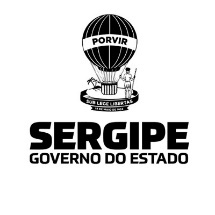 PORVIR
SUB LEGE LIBERTAS
SERGIPE
GOVERNO DO ESTADO